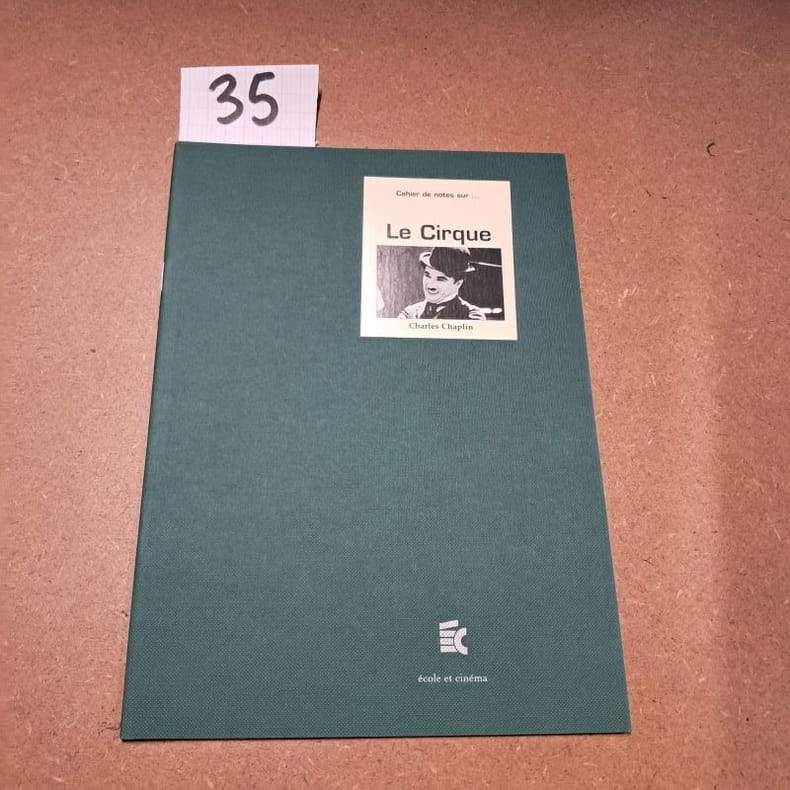 35
Cahier de notes sur ...
Le Cirque
Charles Chaplin
école et cinéma